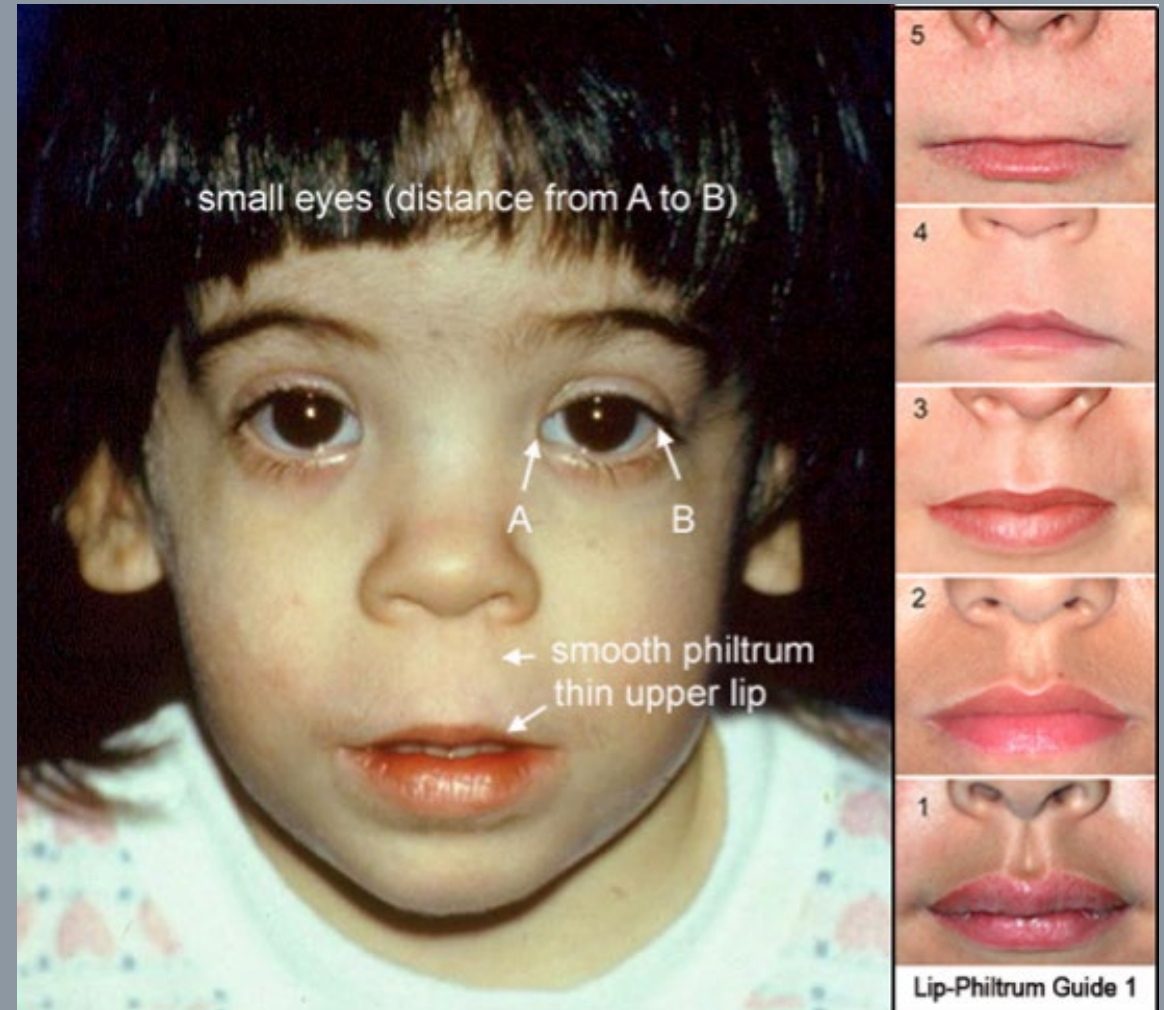 small eyes (distance from A to B)
A
B
smooth philtrum
thin upper lip
5
4
3
2
1
Lip-Philtrum Guide 1